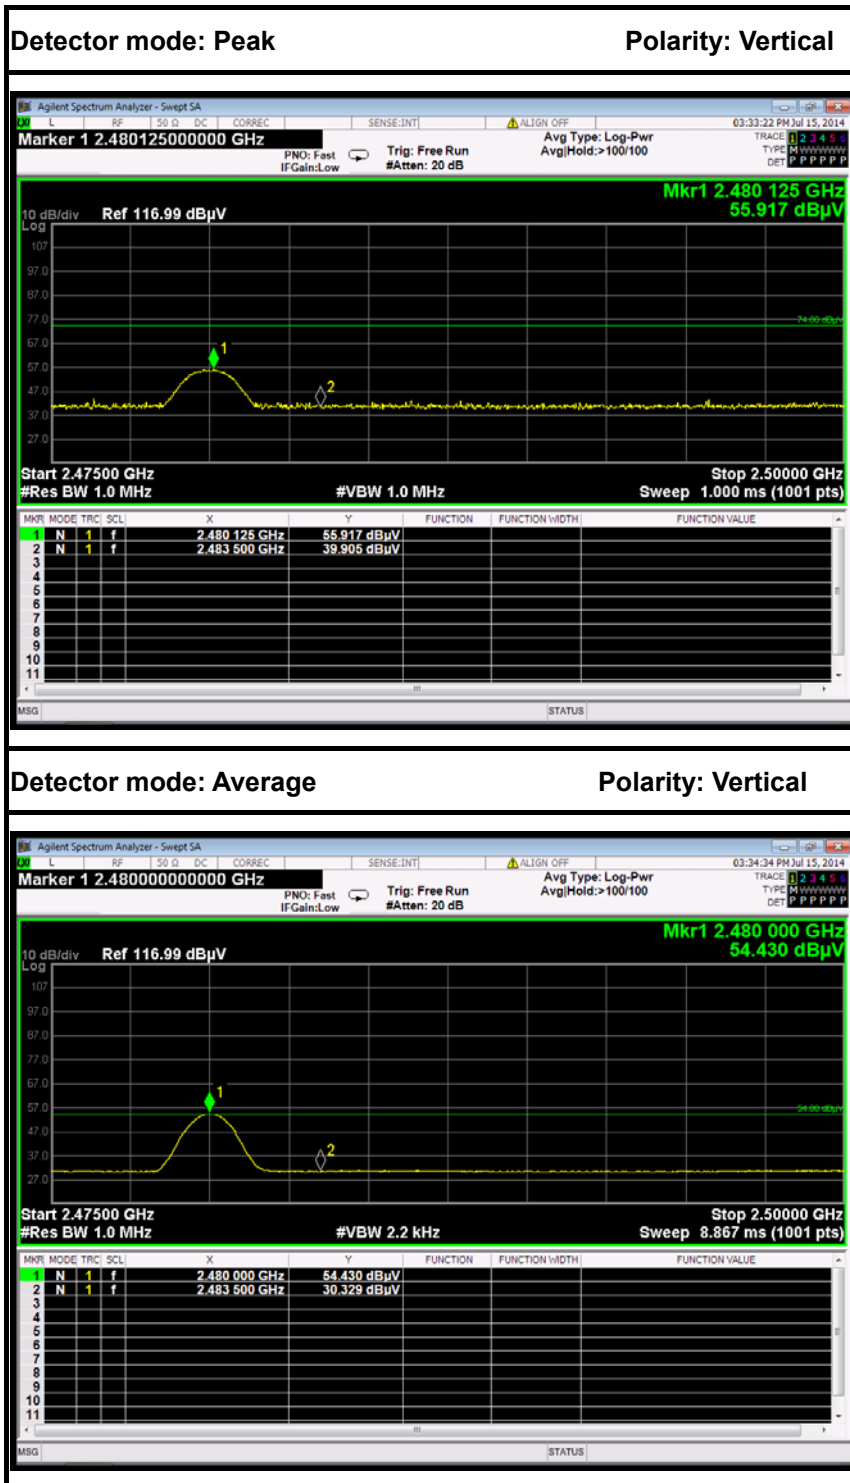 Detector mode: Peak Polarity: Vertical
Agilent Spectrum Analyzer - Swept SA
L RF 50 Ω DC CORREC SENSE:INT ALIGN OFF 03:33:22 PM Jul 15, 2014
Marker 1 2.480125000000 GHz
PNO: Fast
IFGain:Low
Trig: Free Run
#Atten: 20 dB
Avg Type: Log-Pwr
Avg|Hold:>100/100
TRACE 1 2 3 4 5 6
TYPE M WWWWW
DET P P P P P P
Mkr1 2.480 125 GHz
55.917 dBµV
10 dB/div Ref 116.99 dBµV
Log
107
97.0
87.0
77.0
74.00 dBµV
67.0
1
57.0
47.0
2
37.0
27.0
Start 2.47500 GHz Stop 2.50000 GHz
#Res BW 1.0 MHz #VBW 1.0 MHz Sweep 1.000 ms (1001 pts)
MKR MODE TRC SCL X Y FUNCTION FUNCTION WIDTH FUNCTION VALUE
1 N 1 f 2.480 125 GHz 55.917 dBµV
2 N 1 f 2.483 500 GHz 39.905 dBµV
3
4
5
6
7
8
9
10
11
MSG STATUS
Detector mode: Average Polarity: Vertical
Agilent Spectrum Analyzer - Swept SA
L RF 50 Ω DC CORREC SENSE:INT ALIGN OFF 03:34:34 PM Jul 15, 2014
Marker 1 2.480000000000 GHz
PNO: Fast
IFGain:Low
Trig: Free Run
#Atten: 20 dB
Avg Type: Log-Pwr
Avg|Hold:>100/100
TRACE 1 2 3 4 5 6
TYPE M WWWWW
DET P P P P P P
Mkr1 2.480 000 GHz
54.430 dBµV
10 dB/div Ref 116.99 dBµV
Log
107
97.0
87.0
77.0
67.0
1
57.0
54.00 dBµV
47.0
2
37.0
27.0
Start 2.47500 GHz Stop 2.50000 GHz
#Res BW 1.0 MHz #VBW 2.2 kHz Sweep 8.867 ms (1001 pts)
MKR MODE TRC SCL X Y FUNCTION FUNCTION WIDTH FUNCTION VALUE
1 N 1 f 2.480 000 GHz 54.430 dBµV
2 N 1 f 2.483 500 GHz 30.329 dBµV
3
4
5
6
7
8
9
10
11
MSG STATUS